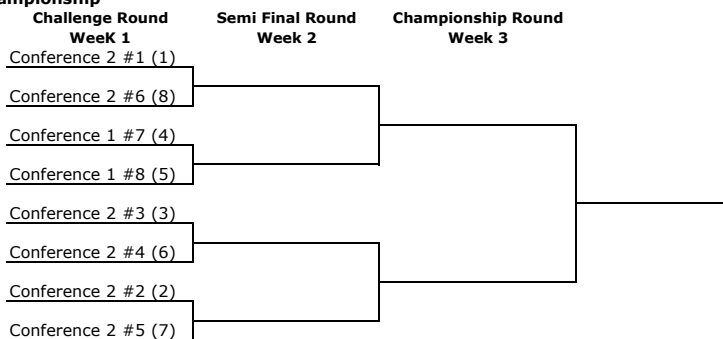 Challenge Round Semi Final Round Championship Round
WeeK 1 Week 2 Week 3
Conference 2 #1 (1)
Conference 2 #6 (8)
Conference 1 #7 (4)
Conference 1 #8 (5)
Conference 2 #3 (3)
Conference 2 #4 (6)
Conference 2 #2 (2)
Conference 2 #5 (7)